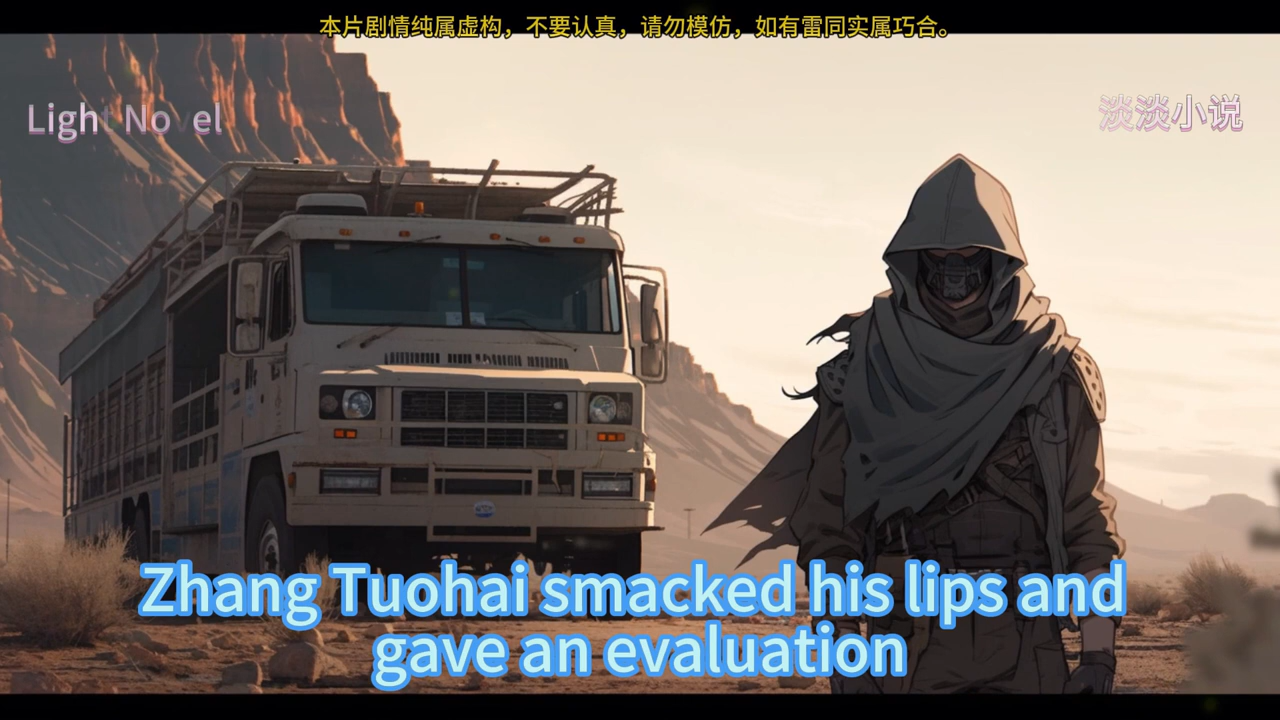 本片剧情纯属虚构，不要认真，请勿模仿，如有雷同实属巧合。
Light Novel
淡淡小说
Zhang Tuohai smacked his lips and
gave an evaluation